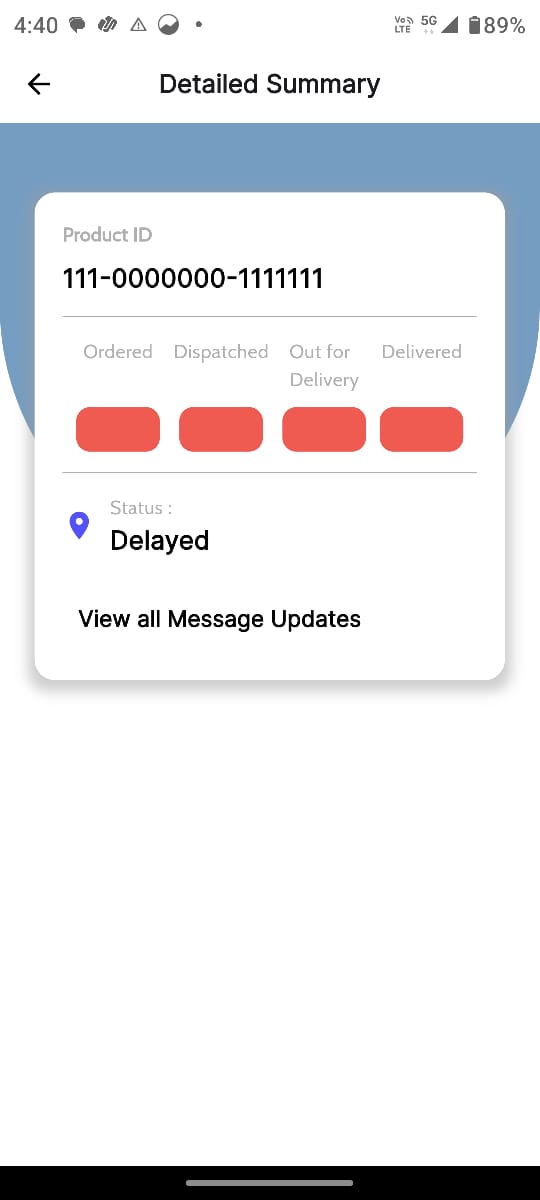 4:40 Vo) LTE 5G 89%
Detailed Summary
Product ID
111-0000000-1111111
Ordered Dispatched Out for Delivered
Delivery
Status :
Delayed
View all Message Updates